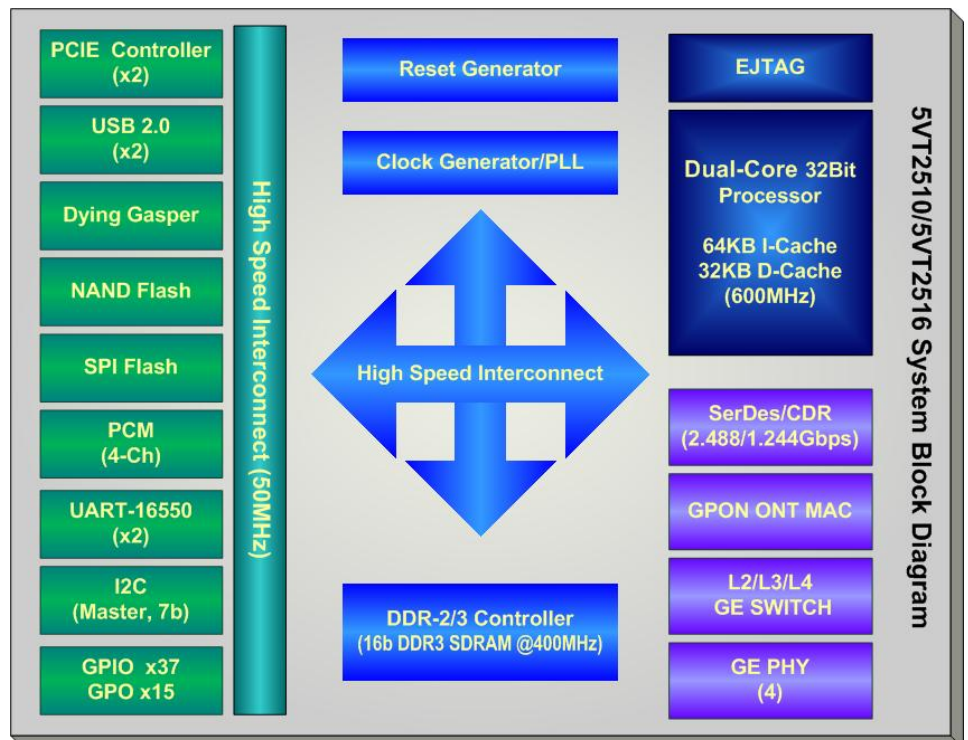 PCIE Controller
(x2)
USB 2.0
(x2)
Dying Gasper
NAND Flash
SPI Flash
PCM
(4-Ch)
UART-16550
(x2)
I2C
(Master, 7b)
GPIO x37
GPO x15
High Speed Interconnect (50MHz)
Reset Generator
Clock Generator/PLL
High Speed Interconnect
DDR-2/3 Controller
(16b DDR3 SDRAM @400MHz)
EJTAG
Dual-Core 32Bit
Processor
64KB I-Cache
32KB D-Cache
(600MHz)
SerDes/CDR
(2.488/1.244Gbps)
GPON ONT MAC
L2/L3/L4
GE SWITCH
GE PHY
(4)
5VT2510/5VT2516 System Block Diagram